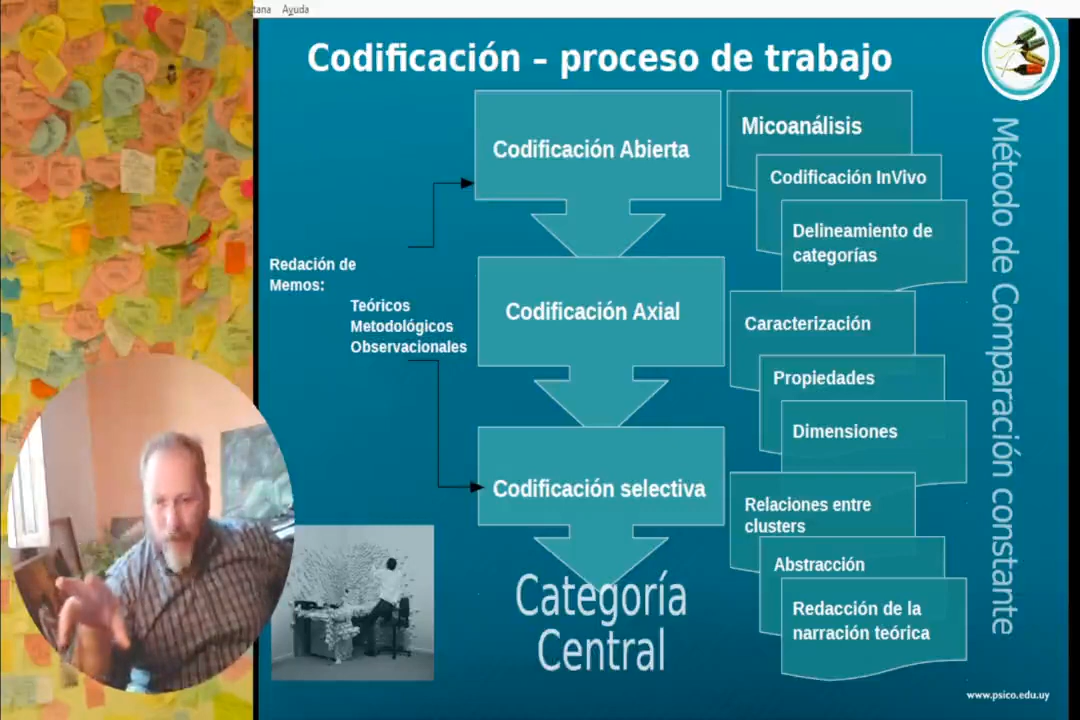 tana Ayuda
Codificación – proceso de trabajo
Codificación Abierta
Micoanálisis
Codificación InVivo
Delineamiento de
categorías
Redación de
Memos:
Teóricos
Metodológicos
Observacionales
Codificación Axial
Caracterización
Propiedades
Dimensiones
Codificación selectiva
Relaciones entre
clusters
Abstracción
Redacción de la
narración teórica
Categoría
Central
Método de Comparación constante
www.psico.edu.uy